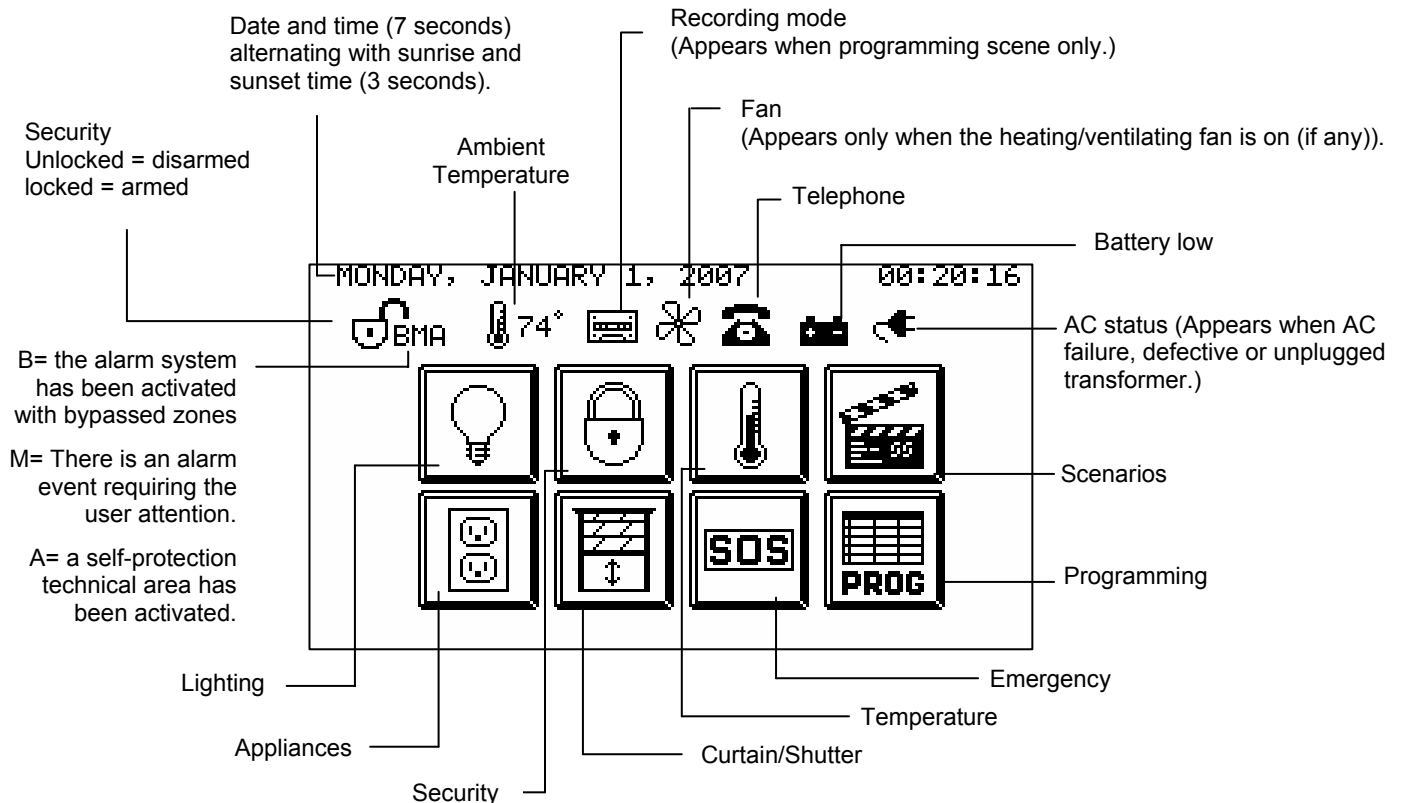 Date and time (7 seconds)
alternating with sunrise and
sunset time (3 seconds).
Recording mode
(Appears when programming scene only.)
Fan
(Appears only when the heating/ventilating fan is on (if any)).
Security
Unlocked = disarmed
locked = armed
Ambient
Temperature
Telephone
Battery low
MONDAY, JANUARY 1, 2007 00:20:16
BMA 74°
AC status (Appears when AC
failure, defective or unplugged
transformer.)
B= the alarm system
has been activated
with bypassed zones
M= There is an alarm
event requiring the
user attention.
A= a self-protection
technical area has
been activated.
Scenarios
SOS
PROG
Programming
Lighting
Emergency
Temperature
Appliances
Curtain/Shutter
Security